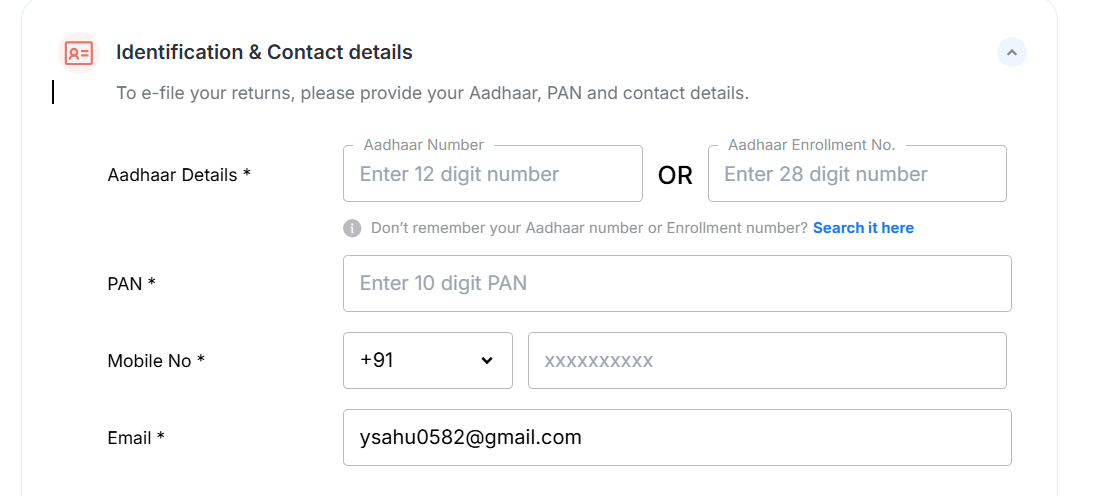 Identification & Contact details
To e-file your returns, please provide your Aadhaar, PAN and contact details.
Aadhaar Number
Aadhaar Enrollment No.
Aadhaar Details *
Enter 12 digit number
OR
Enter 28 digit number
Don’t remember your Aadhaar number or Enrollment number? Search it here
PAN *
Enter 10 digit PAN
Mobile No *
+91
xxxxxxxxxx
Email *
ysahu0582@gmail.com